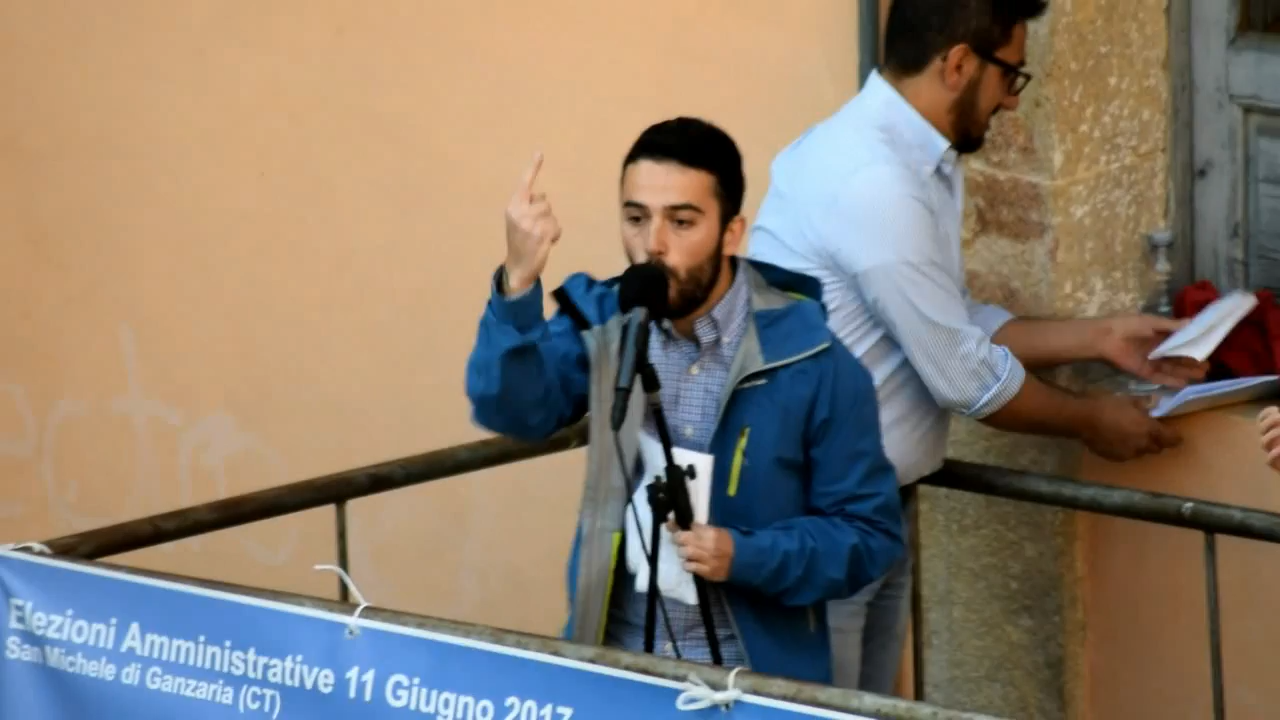 Elezioni Amministrative 11 Giugno 2017
San Michele di Ganzaria (CT)